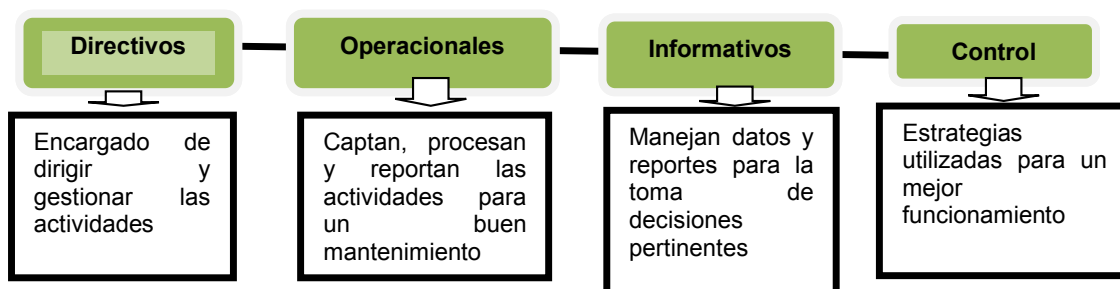 Directivos
Operacionales
Informativos
Control
Encargado de
dirigir y
gestionar las
actividades
Captan, procesan
y reportan las
actividades para
un buen
mantenimiento
Manejan datos y
reportes para la
toma de
decisiones
pertinentes
Estrategias
utilizadas para un
mejor
funcionamiento